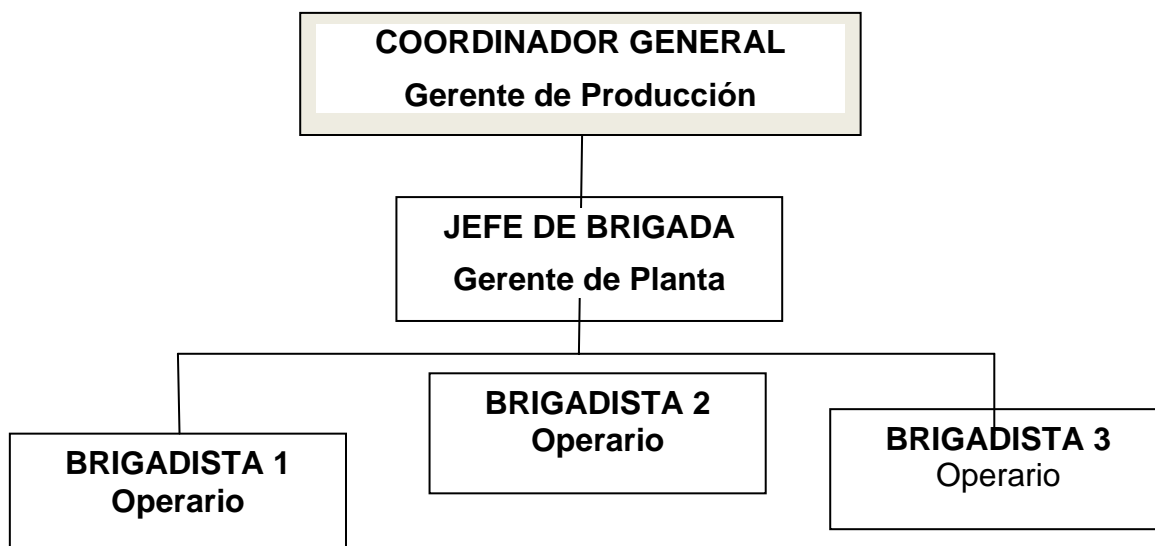 COORDINADOR GENERAL
Gerente de Producción
JEFE DE BRIGADA
Gerente de Planta
BRIGADISTA 1
Operario
BRIGADISTA 2
Operario
BRIGADISTA 3
Operario